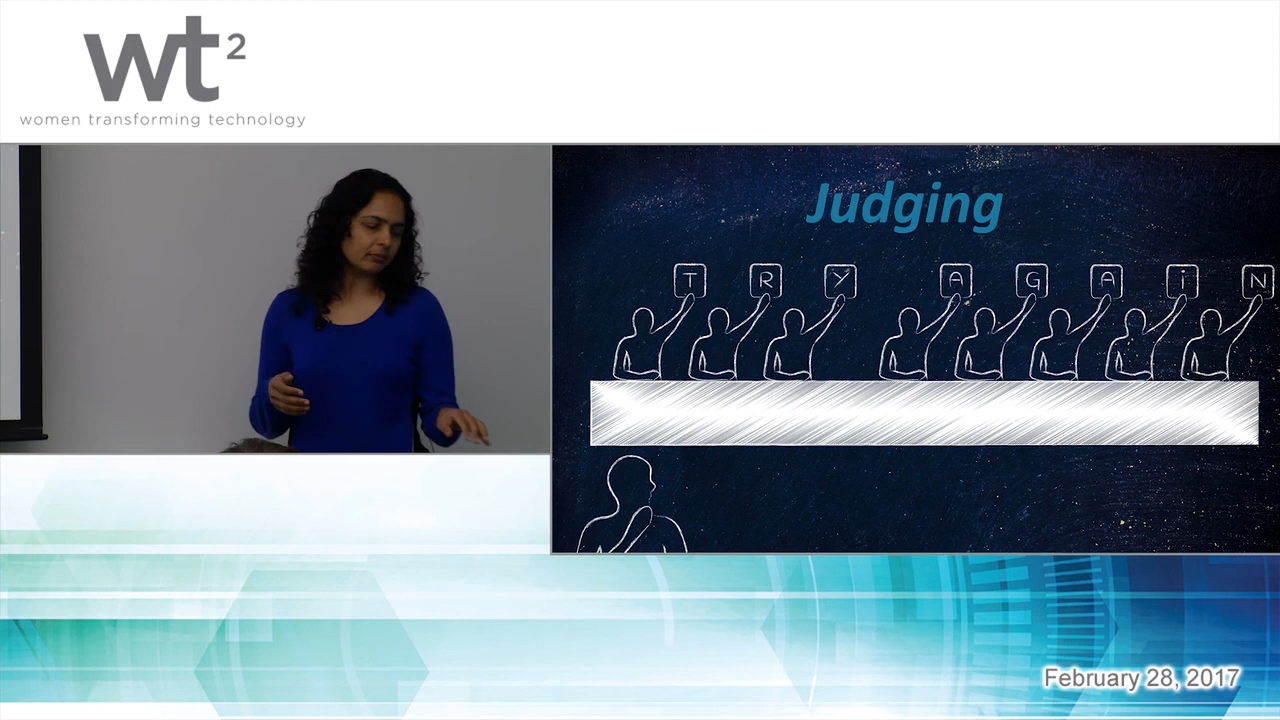 wt2
women transforming technology
Judging
T R Y A G A i N
February 28, 2017